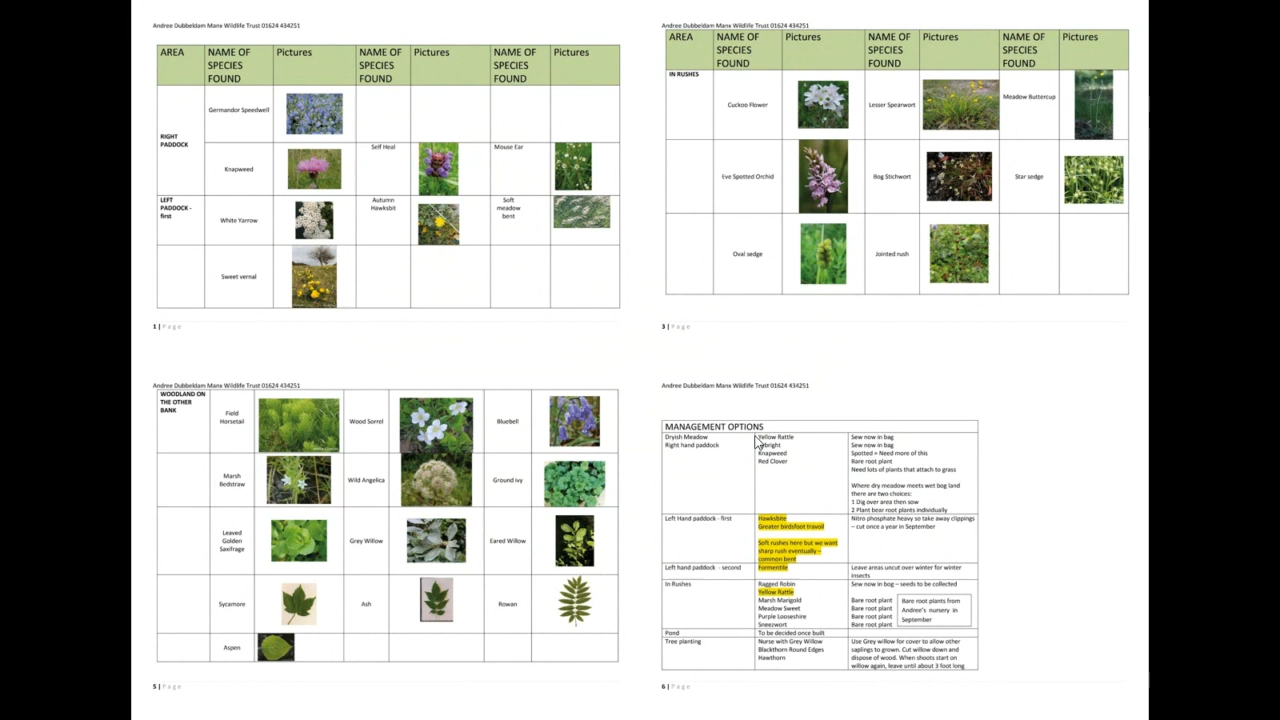 Andree Dubbeldam Manx Wildlife Trust 01624 434251
AREA NAME OF SPECIES FOUND Pictures NAME OF SPECIES FOUND Pictures NAME OF SPECIES FOUND Pictures
RIGHT PADDOCK
Germandor Speedwell
Knapweed
Self Heal
Mouse Ear
LEFT PADDOCK - first
White Yarrow
Autumn Hawksbit
Soft meadow bent
Sweet vernal
1 | Page
Andree Dubbeldam Manx Wildlife Trust 01624 434251
AREA NAME OF SPECIES FOUND Pictures NAME OF SPECIES FOUND Pictures NAME OF SPECIES FOUND Pictures
IN RUSHES
Cuckoo Flower
Lesser Spearwort
Meadow Buttercup
Eve Spotted Orchid
Bog Stichwort
Star sedge
Oval sedge
Jointed rush
3 | Page
Andree Dubbeldam Manx Wildlife Trust 01624 434251
WOODLAND ON THE OTHER BANK
Field Horsetail
Wood Sorrel
Bluebell
Marsh Bedstraw
Wild Angelica
Ground ivy
Leaved Golden Saxifrage
Grey Willow
Eared Willow
Sycamore
Ash
Rowan
Aspen
5 | Page
Andree Dubbeldam Manx Wildlife Trust 01624 434251
MANAGEMENT OPTIONS
Dryish Meadow
Right hand paddock
Yellow Rattle
Knapweed
Red Clover
Sew now in bag
Sew now in bag
Spotted = Need more of this
Bare root plant
Need lots of plants that attach to grass
Where dry meadow meets wet bog land
there are two choices:
1 Dig over area then sow
2 Plant bear root plants individually
Left Hand paddock - first
Hawksbite
Greater birdsfoot travoil
Soft rushes here but we want
sharp rush eventually –
common bent
Nitro phosphate heavy so take away clippings
– cut once a year in September
Left hand paddock - second
Formentile
Leave areas uncut over winter for winter
insects
In Rushes
Ragged Robin
Yellow Rattle
Marsh Marigold
Meadow Sweet
Purple Looseshire
Sneezwort
Sew now in bag – seeds to be collected
Bare root plant
Bare root plant
Bare root plant
Bare root plant
Bare root plants from
Andree's nursery in
September
Pond
To be decided once built
Tree planting
Nurse with Grey Willow
Blackthorn Round Edges
Hawthorn
Use Grey willow for cover to allow other
saplings to grown. Cut willow down and
dispose of wood. When shoots start on
willow again, leave until about 3 foot long
6 | Page